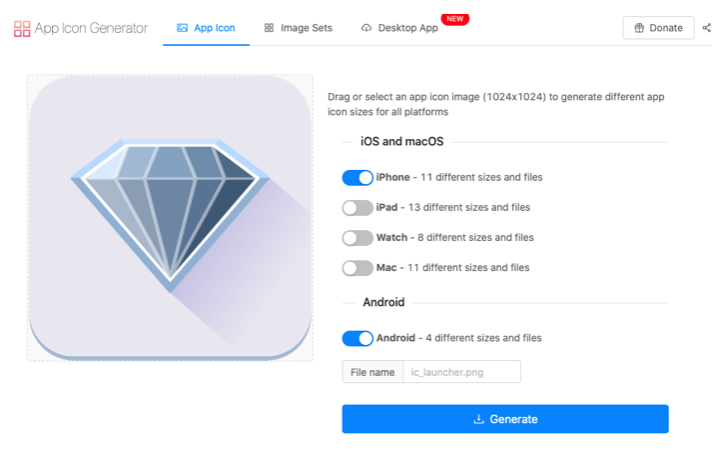 App Icon Generator
App Icon
Image Sets
Desktop App
NEW
Donate
Drag or select an app icon image (1024x1024) to generate different app
icon sizes for all platforms
iOS and macOS
iPhone - 11 different sizes and files
iPad - 13 different sizes and files
Watch - 8 different sizes and files
Mac - 11 different sizes and files
Android
Android - 4 different sizes and files
File name ic_launcher.png
Generate